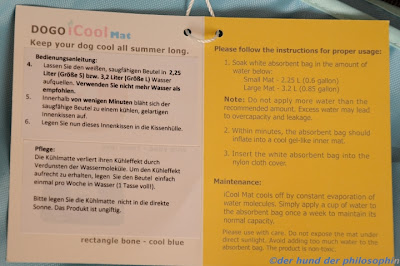 DOGO iCool Mat
Keep your dog cool all summer long.
Bedienungsanleitung:
4. Lassen Sie den weißen, saugfähigen Beutel in 2,25
Liter (Größe S) bzw. 3,2 Liter (Größe L) Wasser
aufquellen. Verwenden Sie nicht mehr Wasser als
empfohlen.
5. Innerhalb von wenigen Minuten bläht sich der
saugfähige Beutel zu einem kühlen, gelartigen
Innenkissen auf.
6. Legen Sie nun dieses Innenkissen in die Kissenhülle.
Pflege:
Die Kühlmatte verliert ihren Kühleffekt durch
Verdunsten der Wassermoleküle. Um den Kühleffekt
aufrecht zu erhalten, legen Sie den Beutel einfach
einmal pro Woche in Wasser (1 Tasse voll!).
Bitte legen Sie die Kühlmatte nicht in die direkte
Sonne. Das Produkt ist ungiftig.
rectangle bone - cool blue
Please follow the instructions for proper usage:
1. Soak white absorbent bag in the amount of
water below:
Small Mat - 2.25 L (0.6 gallon)
Large Mat - 3.2 L (0.85 gallon)
Note: Do not apply more water than the
recommended amount. Excess water may lead
to overcapacity and leakage.
2. Within minutes, the absorbent bag should
inflate into a cool gel-like inner mat.
3. Insert the white absorbent bag into the
nylon cloth cover.
Maintenance:
iCool Mat cools off by constant evaporation of
water molecules. Simply apply a cup of water to
the absorbent bag once a week to maintain its
normal capacity.
Please use with care. Do not expose the mat under
direct sunlight. Avoid adding too much water to the
absorbent bag. The product is non-toxic.
©der hund der philosophin